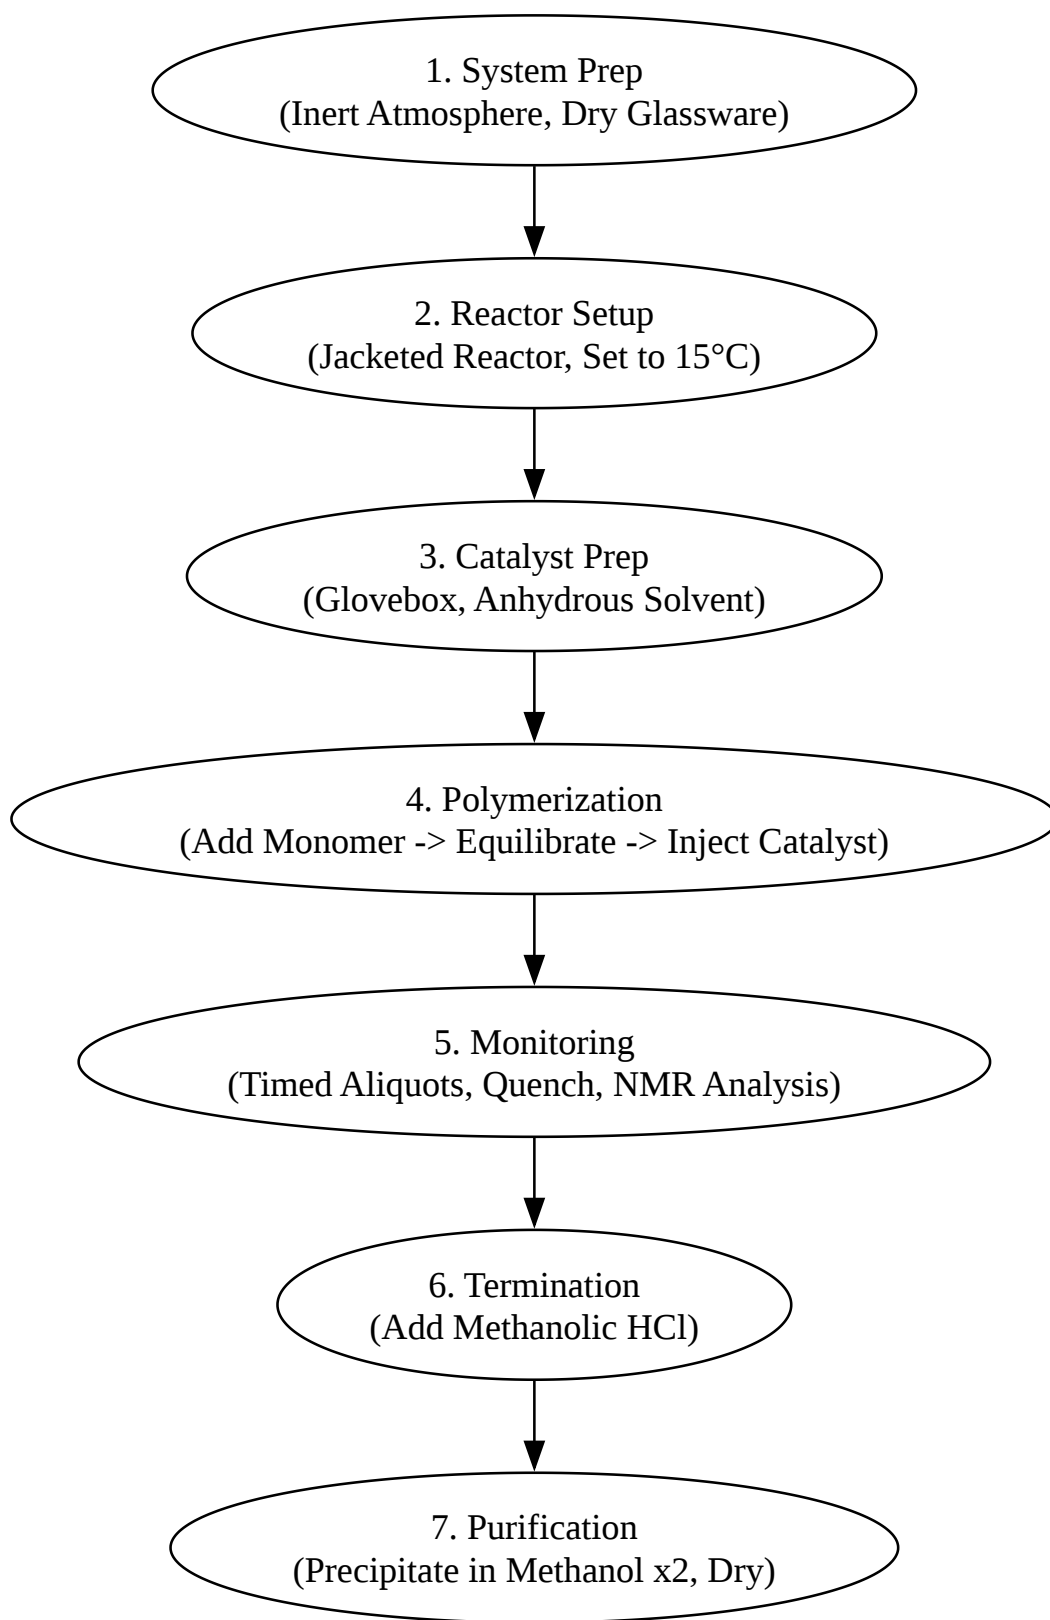 1. System Prep
(Inert Atmosphere, Dry Glassware)
2. Reactor Setup
(Jacketed Reactor, Set to 15°C)
3. Catalyst Prep
(Glovebox, Anhydrous Solvent)
4. Polymerization
(Add Monomer -> Equilibrate -> Inject Catalyst)
5. Monitoring
(Timed Aliquots, Quench, NMR Analysis)
6. Termination
(Add Methanolic HCl)
7. Purification
(Precipitate in Methanol x2, Dry)